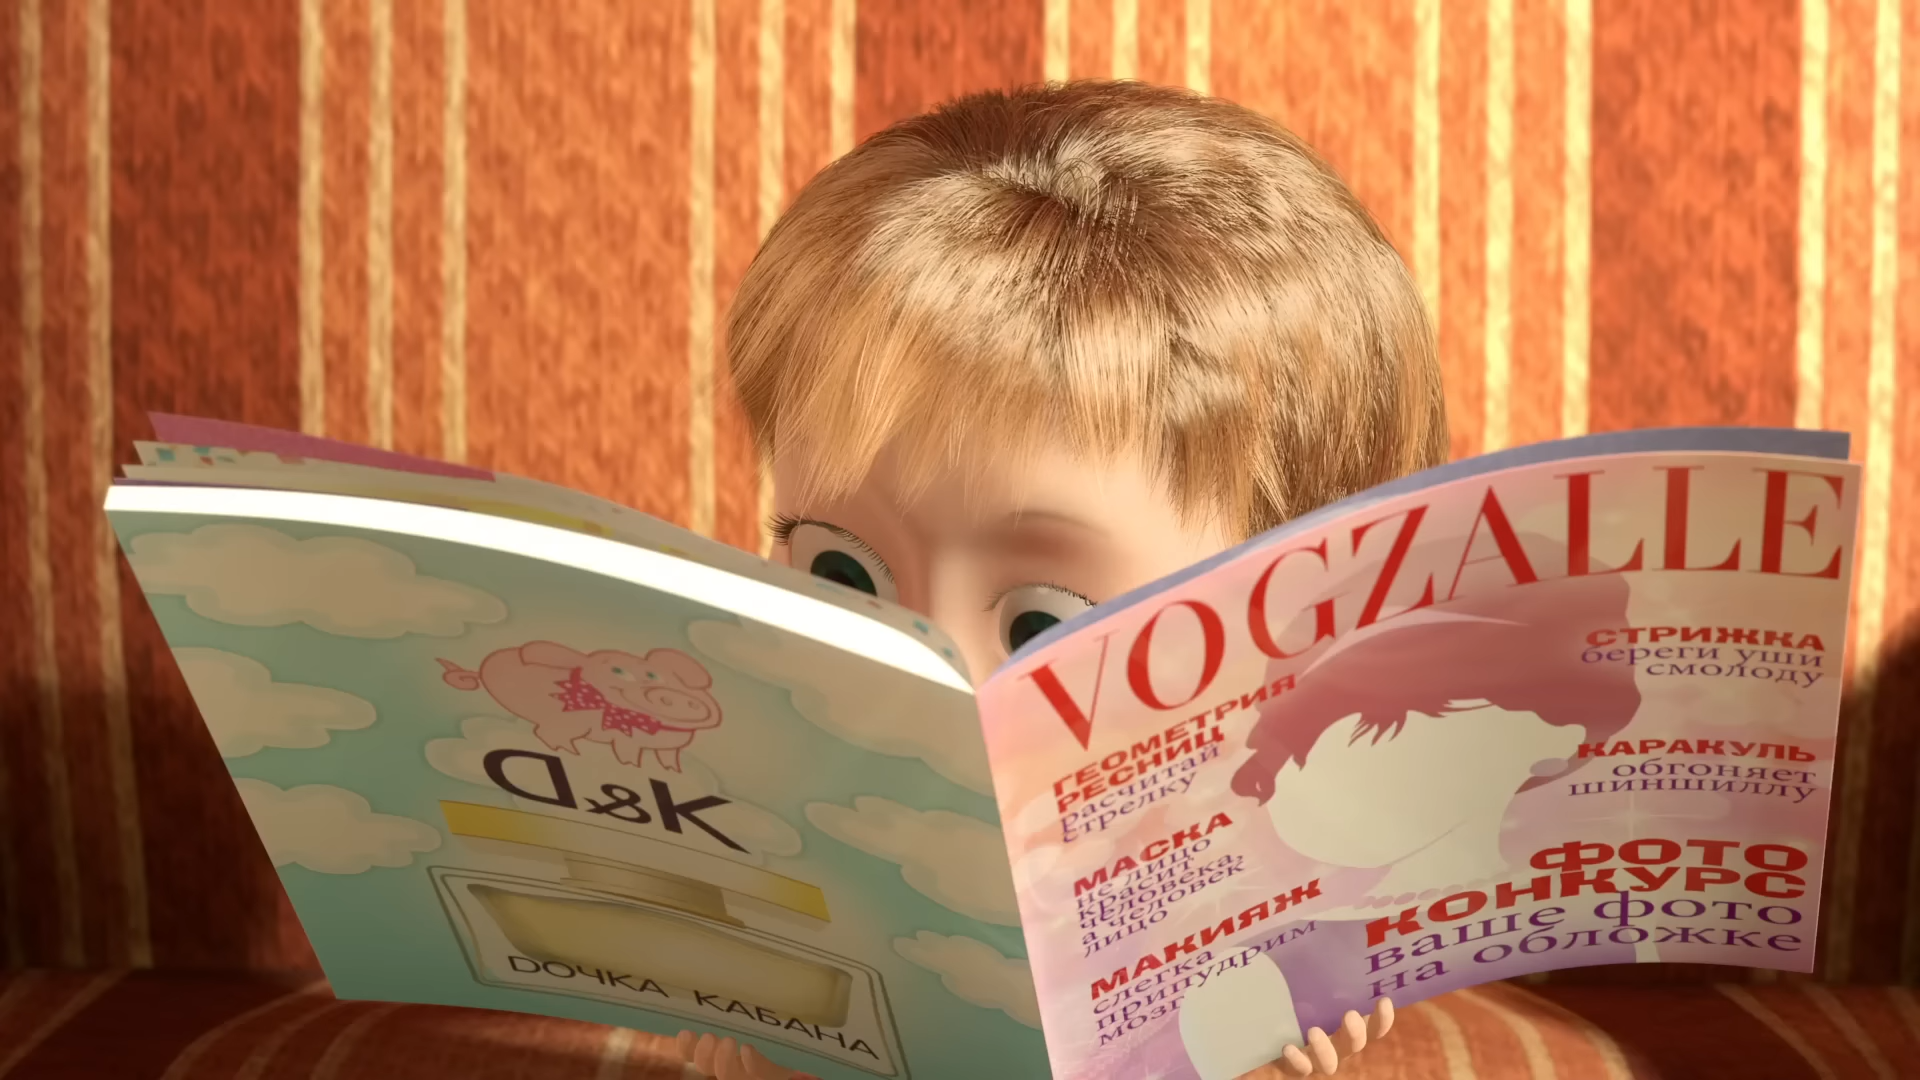 D&K
DОЧКА КАБАНА
VOGZALLE
ГЕОМЕТРИЯ
РЕСНИЦ
расчитай
стрелку
МАСКА
не лицо
красит
человека,
а человек
лицо
МАКИЯЖ
слегка
припудрим
мозг
СТРИЖКА
береги уши
смолоду
КАРАКУЛЬ
обгоняет
шиншиллу
ФОТО
КОНКУРС
ваше фото
на обложке